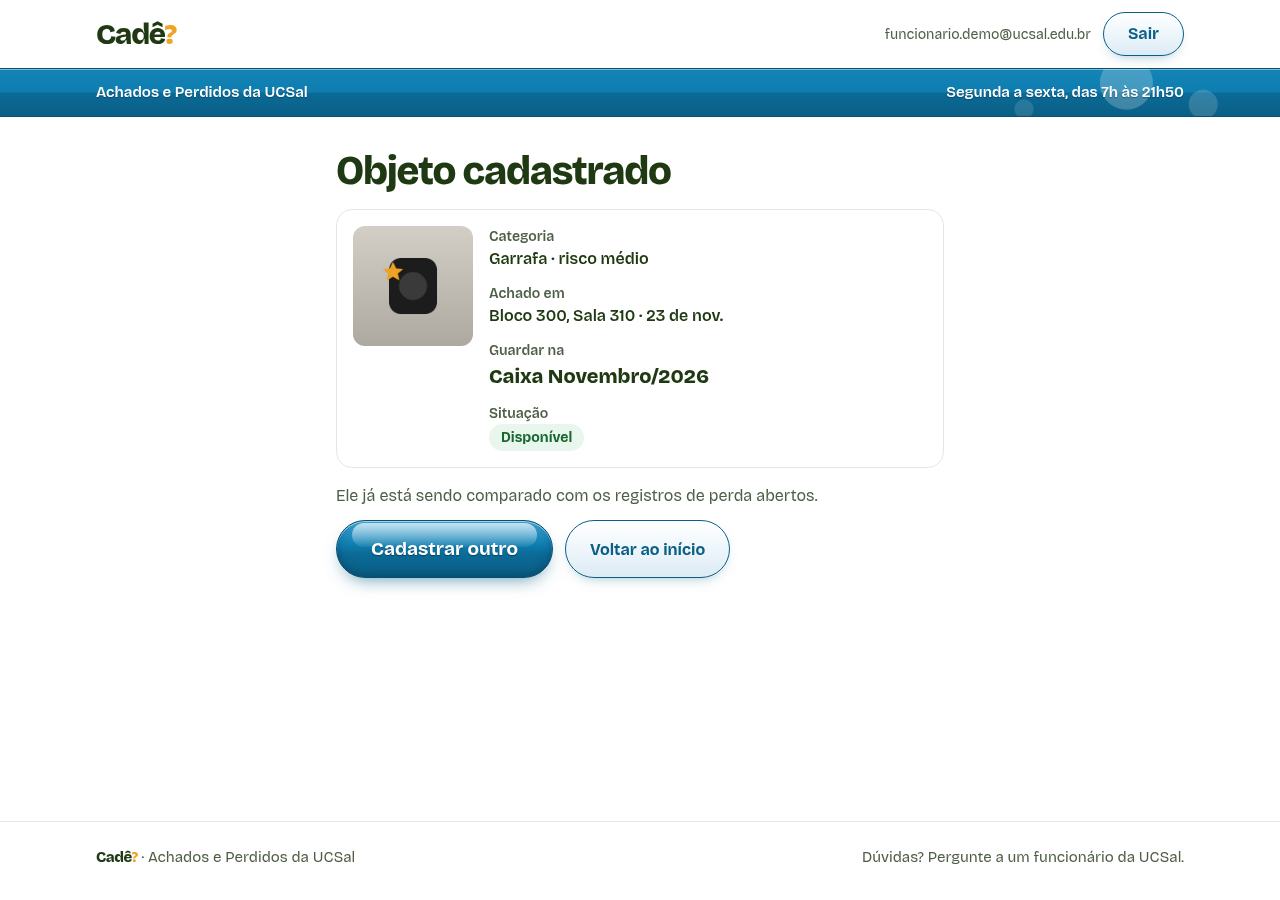 Cadê?
funcionario.demo@ucsal.edu.br
Sair
Achados e Perdidos da UCSal
Segunda a sexta, das 7h às 21h50
Objeto cadastrado
Categoria
Garrafa · risco médio
Achado em
Bloco 300, Sala 310 · 23 de nov.
Guardar na
Caixa Novembro/2026
Situação
Disponível
Ele já está sendo comparado com os registros de perda abertos.
Cadastrar outro
Voltar ao início
Cadê? · Achados e Perdidos da UCSal
Dúvidas? Pergunte a um funcionário da UCSal.